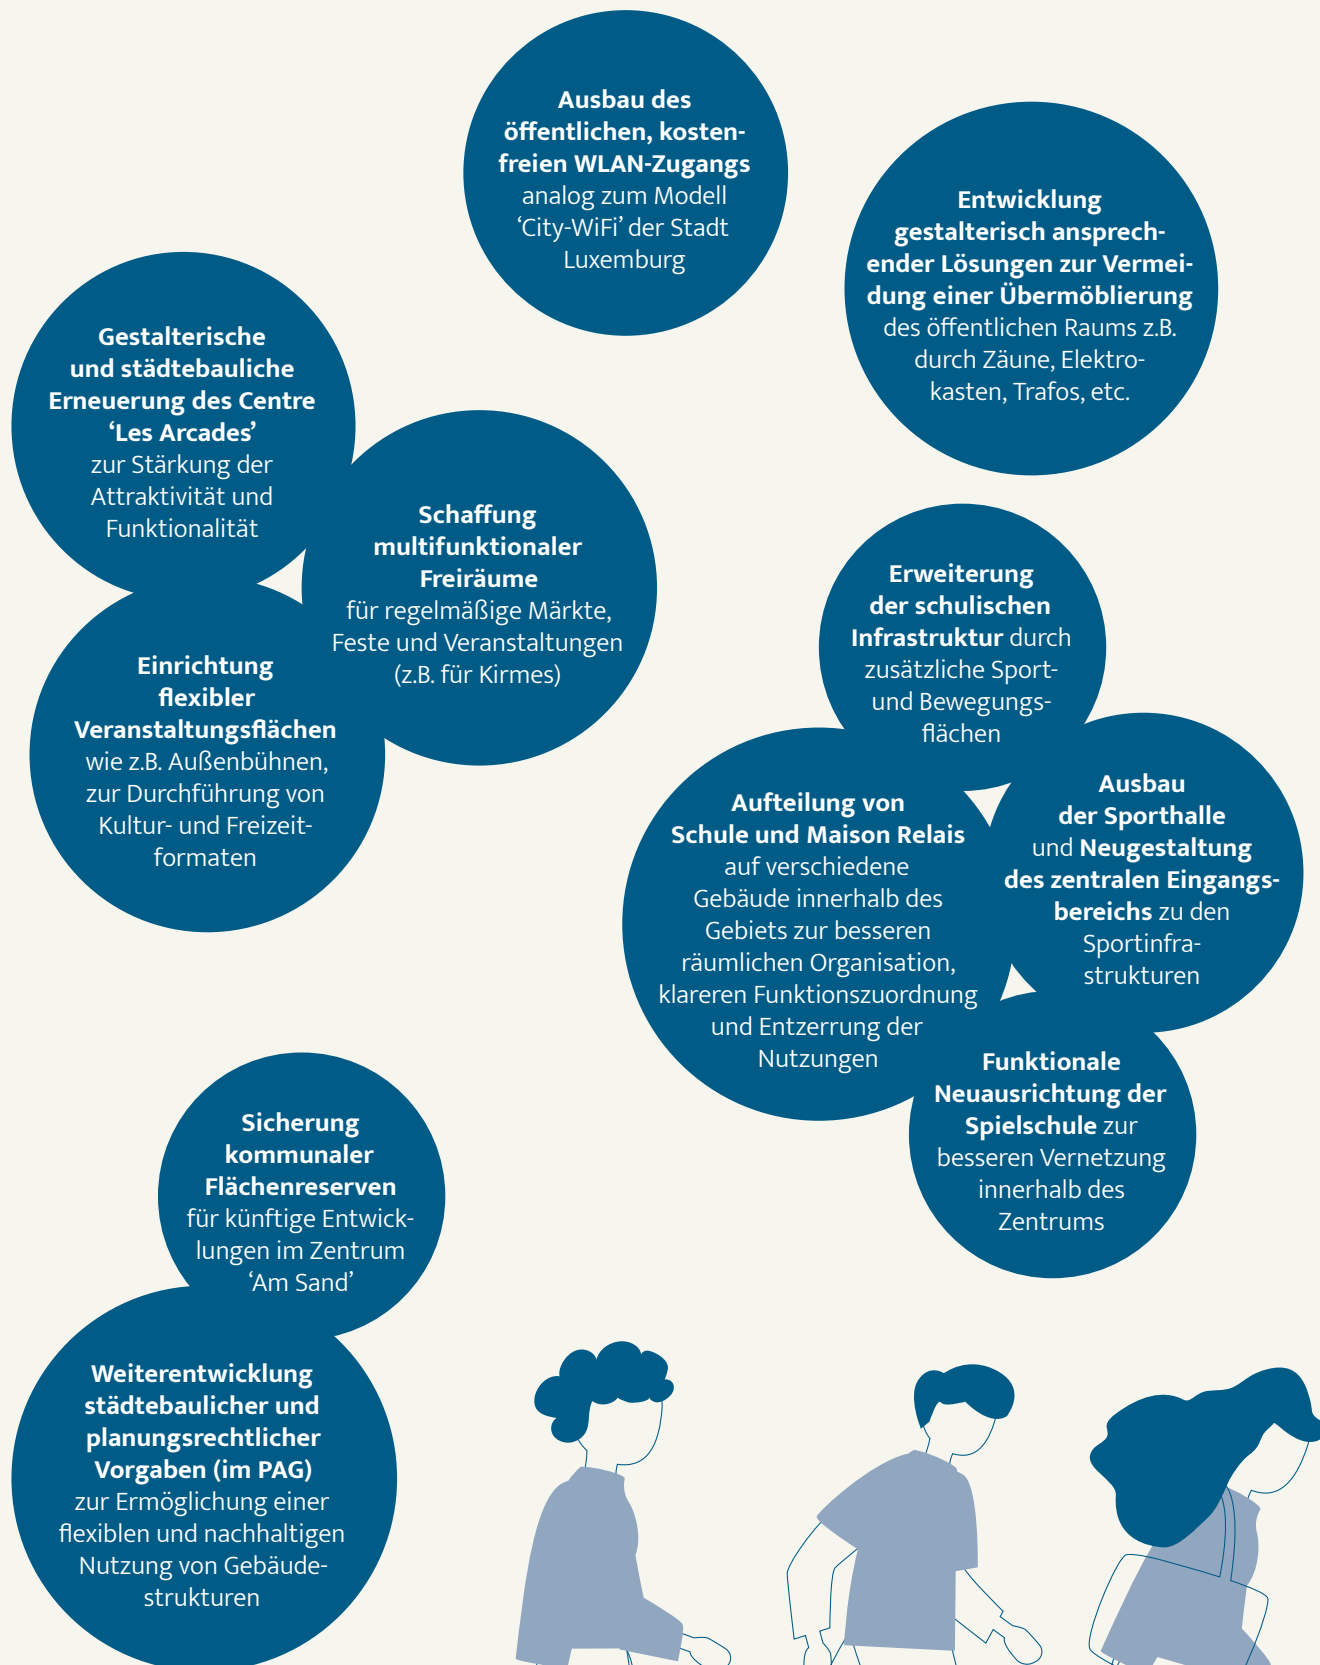 Ausbau des
öffentlichen, kosten-
freien WLAN-Zugangs
analog zum Modell
‘City-WiFi’ der Stadt
Luxemburg
Entwicklung
gestalterisch ansprech-
ender Lösungen zur Vermei-
dung einer Übermöblierung
des öffentlichen Raums z.B.
durch Zäune, Elektro-
kasten, Trafos, etc.
Gestalterische
und städtebauliche
Erneuerung des Centre
‘Les Arcades’
zur Stärkung der
Attraktivität und
Funktionalität
Schaffung
multifunktionaler
Freiräume
für regelmäßige Märkte,
Feste und Veranstaltungen
(z.B. für Kirmes)
Einrichtung
flexibler
Veranstaltungsflächen
wie z.B. Außenbühnen,
zur Durchführung von
Kultur- und Freizeit-
formaten
Erweiterung
der schulischen
Infrastruktur durch
zusätzliche Sport-
und Bewegungs-
flächen
Aufteilung von
Schule und Maison Relais
auf verschiedene
Gebäude innerhalb des
Gebiets zur besseren
räumlichen Organisation,
klareren Funktionszuordnung
und Entzerrung der
Nutzungen
Ausbau
der Sporthalle
und Neugestaltung
des zentralen Eingangs-
bereichs zu den
Sportinfra-
strukturen
Funktionale
Neuausrichtung der
Spielschule zur
besseren Vernetzung
innerhalb des
Zentrums
Sicherung
kommunaler
Flächenreserven
für künftige Entwick-
lungen im Zentrum
‘Am Sand’
Weiterentwicklung
städtebaulicher und
planungsrechtlicher
Vorgaben (im PAG)
zur Ermöglichung einer
flexiblen und nachhaltigen
Nutzung von Gebäude-
strukturen